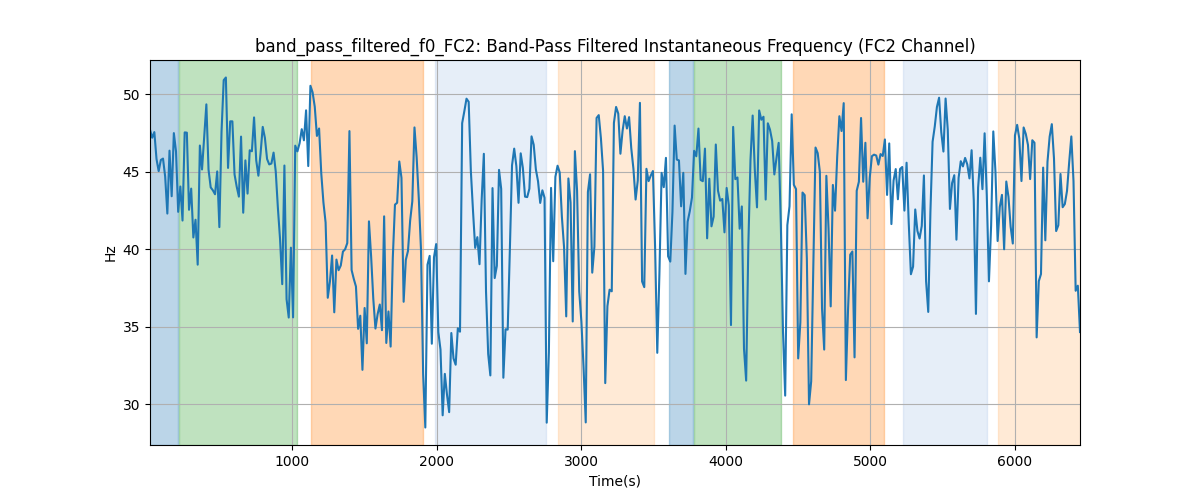 band_pass_filtered_f0_FC2: Band-Pass Filtered Instantaneous Frequency (FC2 Channel)
50
45
40
35
30
Hz
1000 2000 3000 4000 5000 6000
Time(s)